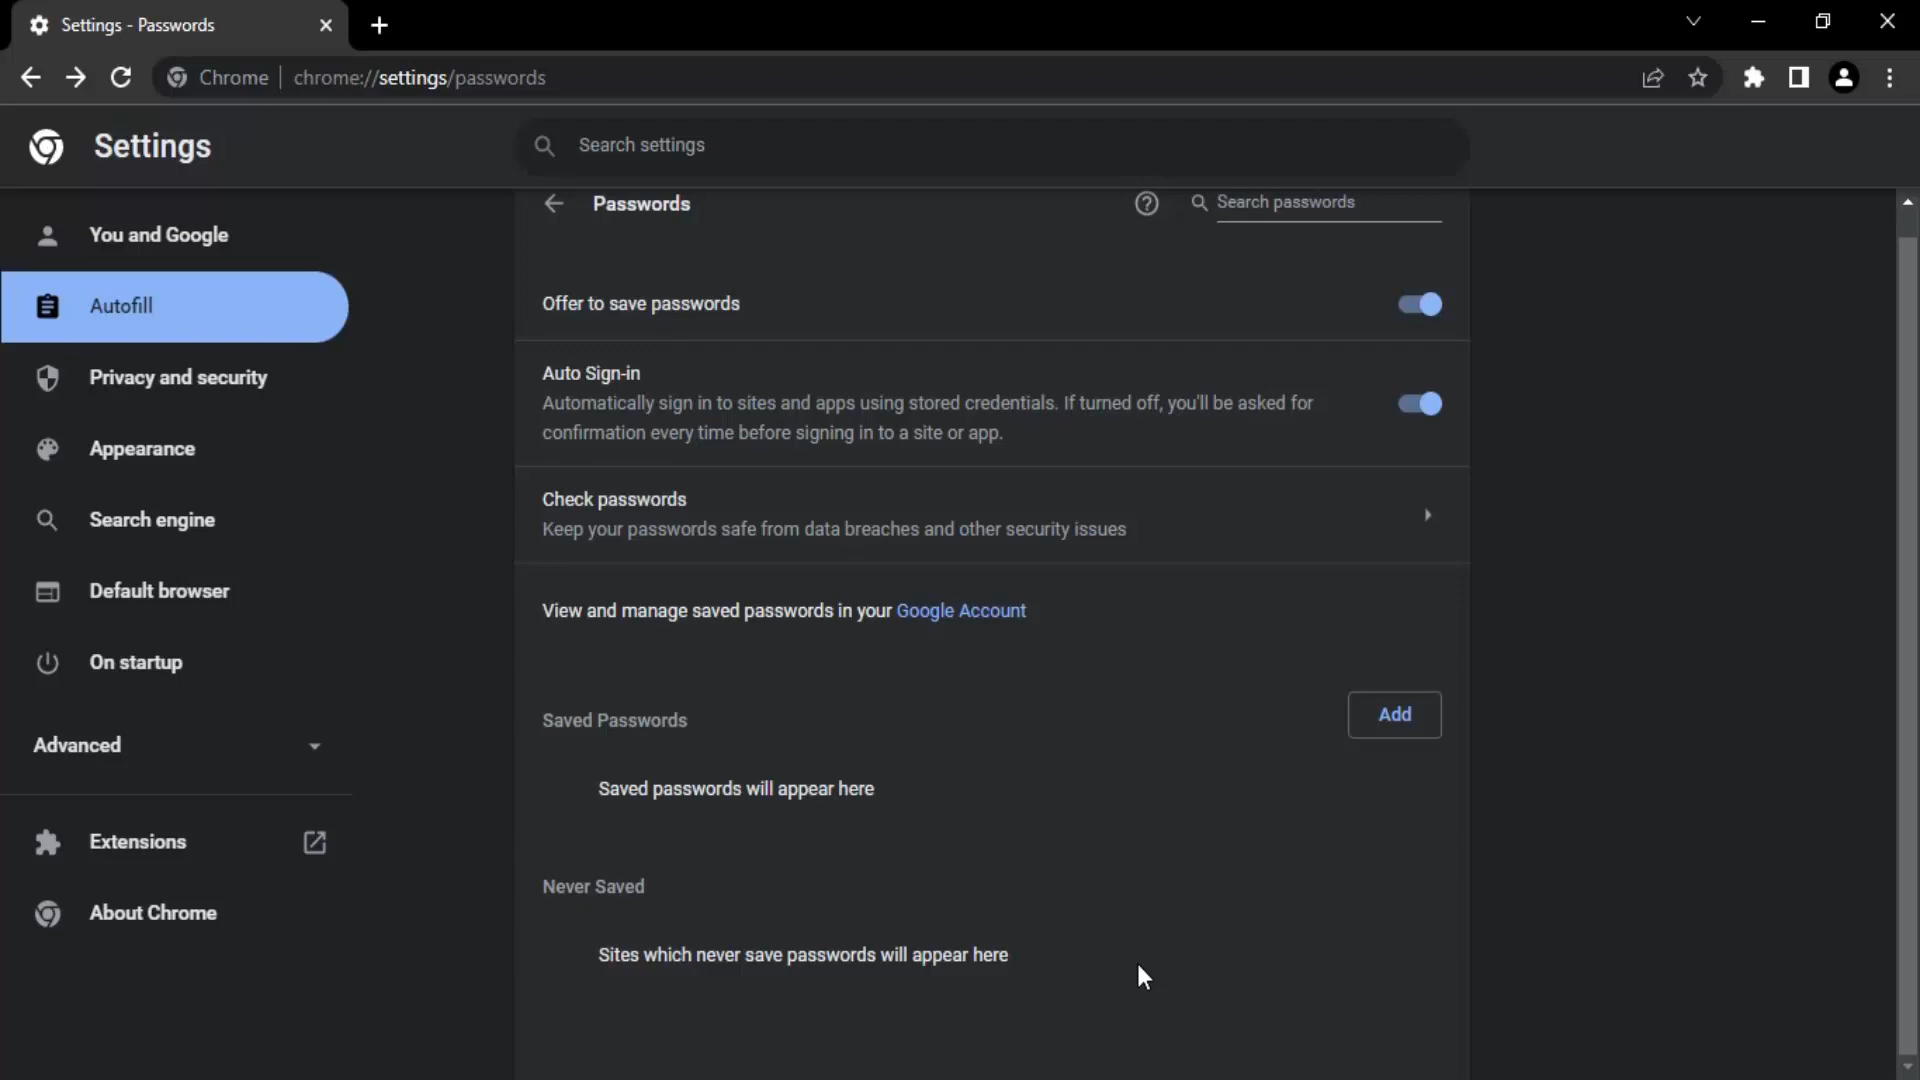 Settings - Passwords
Chrome | chrome://settings/passwords
Settings
Search settings
You and Google
Autofill
Privacy and security
Appearance
Search engine
Default browser
On startup
Advanced
Extensions
About Chrome
Passwords
Search passwords
Offer to save passwords
Auto Sign-in
Automatically sign in to sites and apps using stored credentials. If turned off, you'll be asked for
confirmation every time before signing in to a site or app.
Check passwords
Keep your passwords safe from data breaches and other security issues
View and manage saved passwords in your Google Account
Saved Passwords
Add
Saved passwords will appear here
Never Saved
Sites which never save passwords will appear here